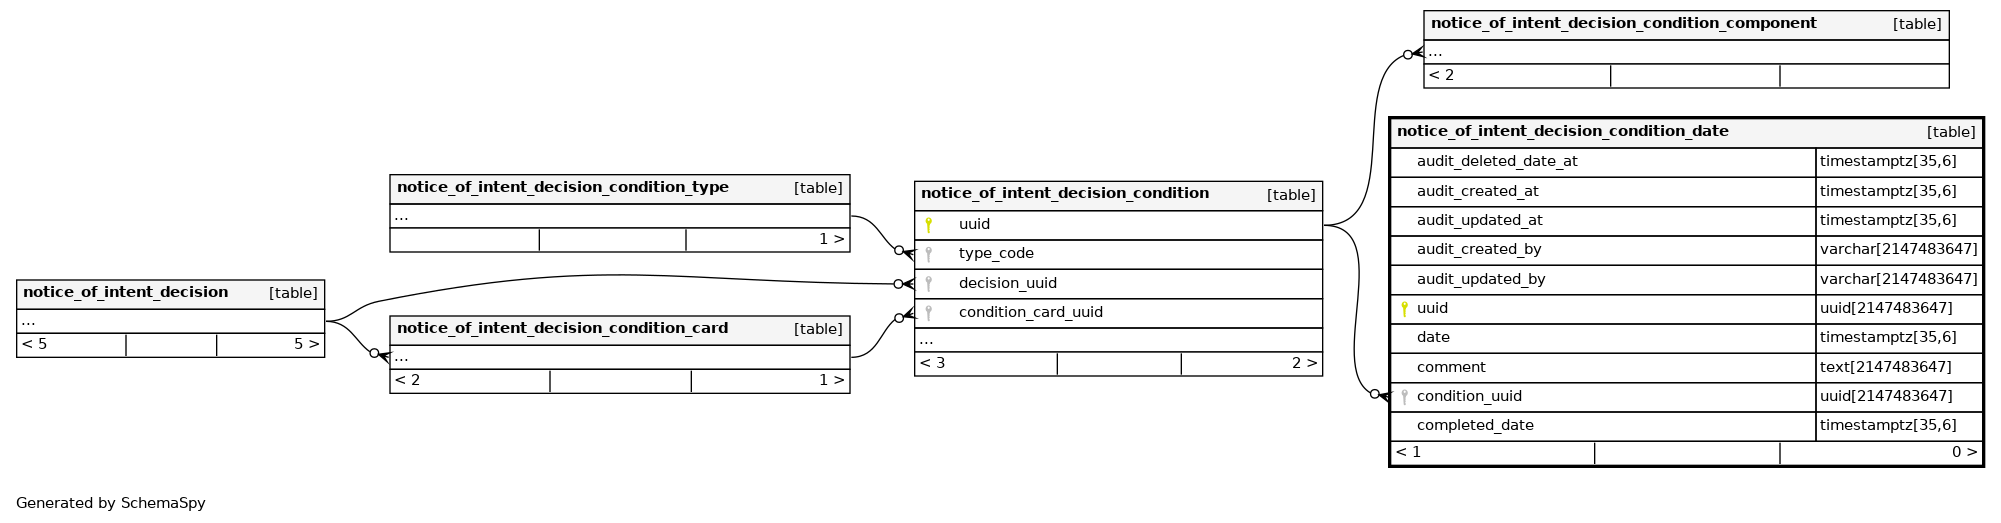 notice_of_intent_decision_condition_component [table]
...
< 2
notice_of_intent_decision_condition_date [table]
audit_deleted_date_at timestamptz[35,6]
audit_created_at timestamptz[35,6]
audit_updated_at timestamptz[35,6]
audit_created_by varchar[2147483647]
audit_updated_by varchar[2147483647]
uuid uuid[2147483647]
date timestamptz[35,6]
comment text[2147483647]
condition_uuid uuid[2147483647]
completed_date timestamptz[35,6]
< 1 0 >
notice_of_intent_decision_condition_type [table]
...
1 >
notice_of_intent_decision_condition [table]
uuid
type_code
decision_uuid
condition_card_uuid
...
< 3 2 >
notice_of_intent_decision [table]
...
< 5 5 >
notice_of_intent_decision_condition_card [table]
...
< 2 1 >
Generated by SchemaSpy